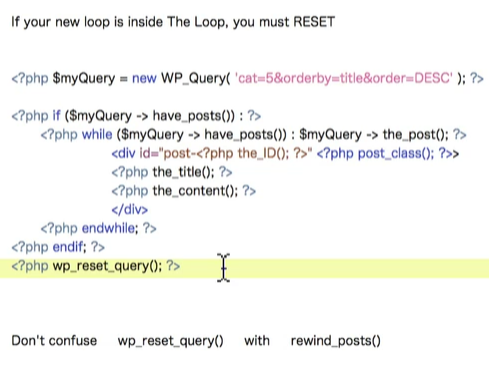 If your new loop is inside The Loop, you must RESET
<?php $myQuery = new WP_Query( 'cat=5&orderby=title&order=DESC' ); ?>
<?php if ($myQuery -> have_posts()) : ?>
<?php while ($myQuery -> have_posts()) : $myQuery -> the_post(); ?>
<div id="post-<?php the_ID(); ?>" <?php post_class(); ?>>
<?php the_title(); ?>
<?php the_content(); ?>
</div>
<?php endwhile; ?>
<?php endif; ?>
<?php wp_reset_query(); ?>
Don't confuse wp_reset_query() with rewind_posts()